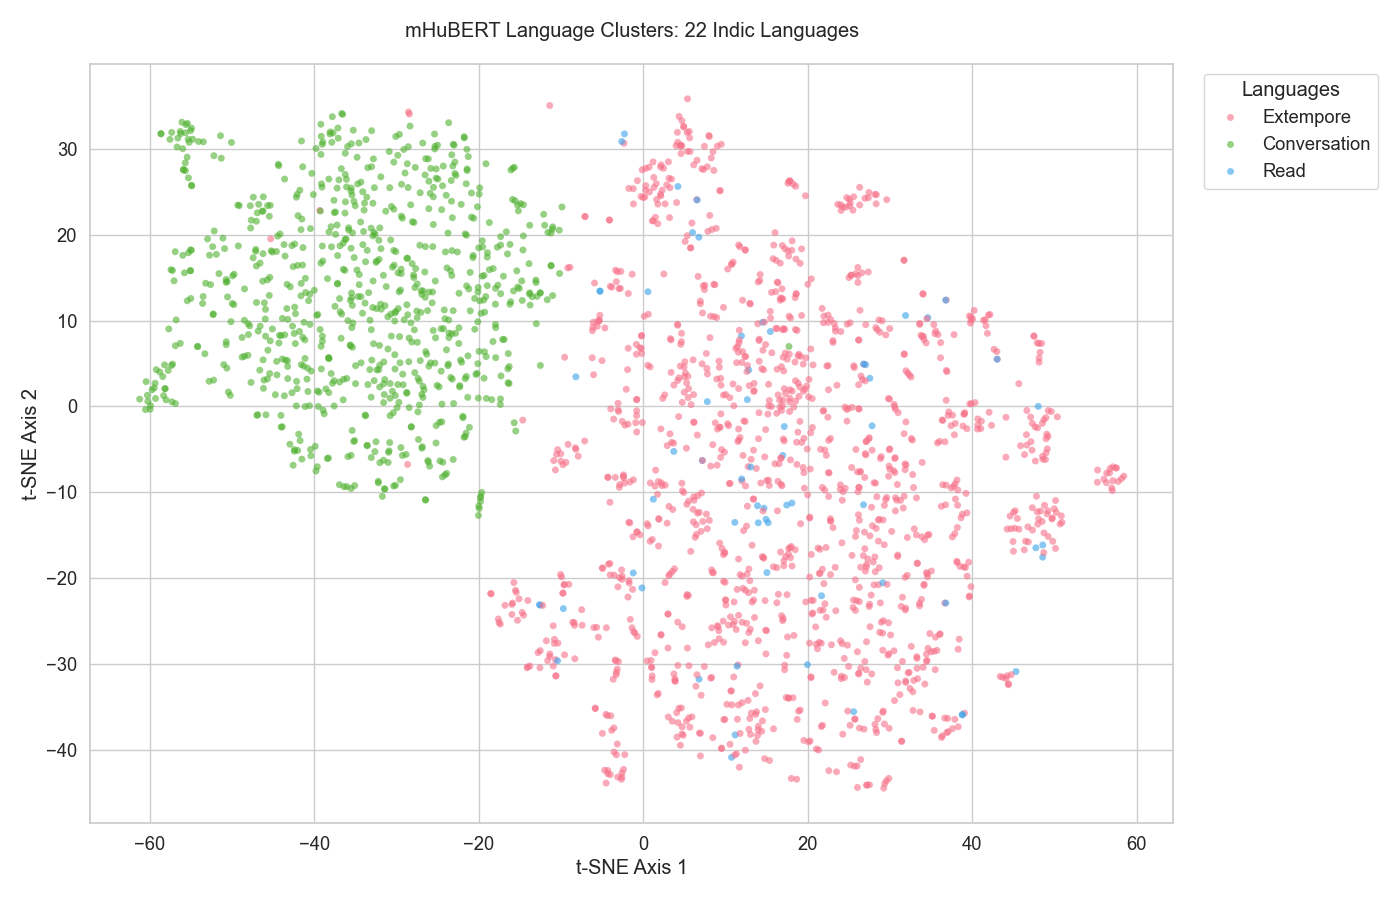 mHuBERT Language Clusters: 22 Indic Languages
Languages
Extempore
Conversation
Read
t-SNE Axis 2
30
20
10
0
−10
−20
−30
−40
−60
−40
−20
0
20
40
60
t-SNE Axis 1